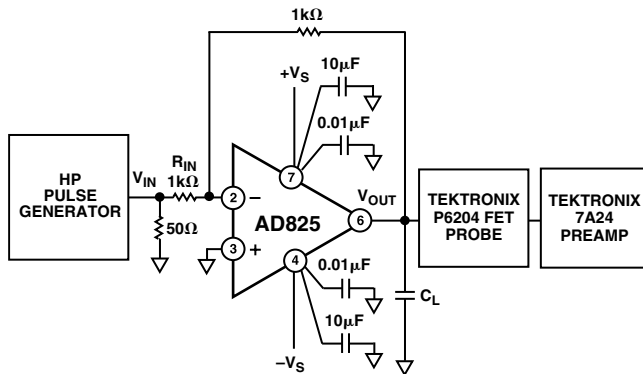 1kΩ
+VS
10μF
0.01μF
HP
PULSE
GENERATOR
VIN
RIN
1kΩ
50Ω
2
−
3
+
7
AD825
4
6
VOUT
TEKTRONIX
P6204 FET
PROBE
TEKTRONIX
7A24
PREAMP
0.01μF
10μF
CL
−VS